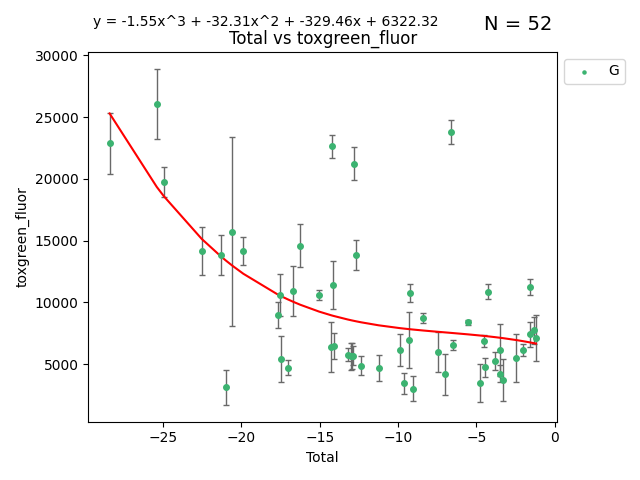 y = -1.55x^3 + -32.31x^2 + -329.46x + 6322.32
N = 52
Total vs toxgreen_fluor
G
30000
25000
20000
15000
10000
5000
toxgreen_fluor
−25 −20 −15 −10 −5 0
Total